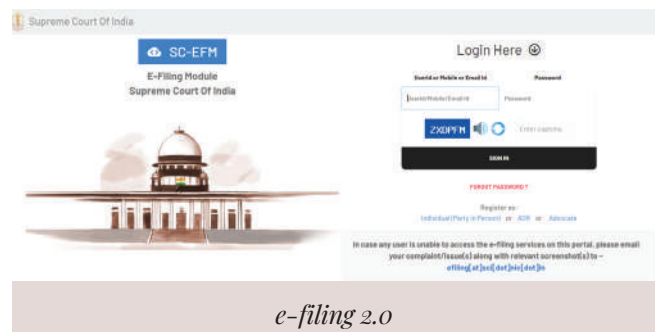 Supreme Court Of India
SC-EFM
E-Filing Module
Supreme Court Of India
Login Here
UserId or Mobile or Email Id Password
UserId/Mobile/Email Id Password
ZXDPFM Enter captcha
SIGN IN
FORGOT PASSWORD ?
Register as:
Individual (Party in Person) or AOR or Advocate
In case any user is unable to access the e-filing services on this portal, please email
your complaint/issue(s) along with relevant screenshot(s) to -
efiling[at]sci[dot]nic[dot]in
e-filing 2.0